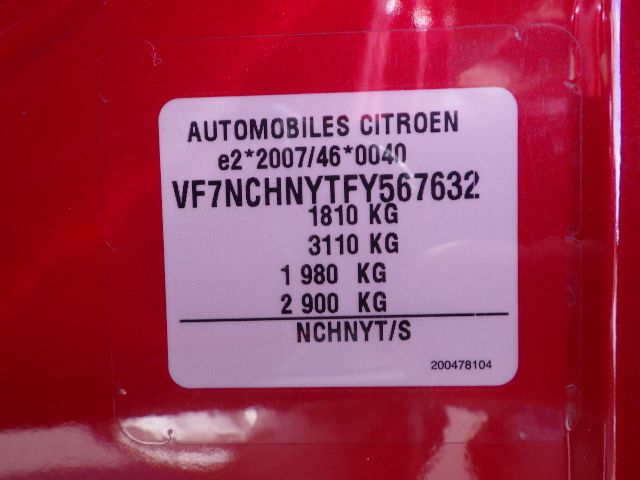 AUTOMOBILES CITROEN
e2*2007/46*0040
VF7NCHNYTFY567632
1810 KG
3110 KG
1 980 KG
2 900 KG
NCHNYT/S
200478104